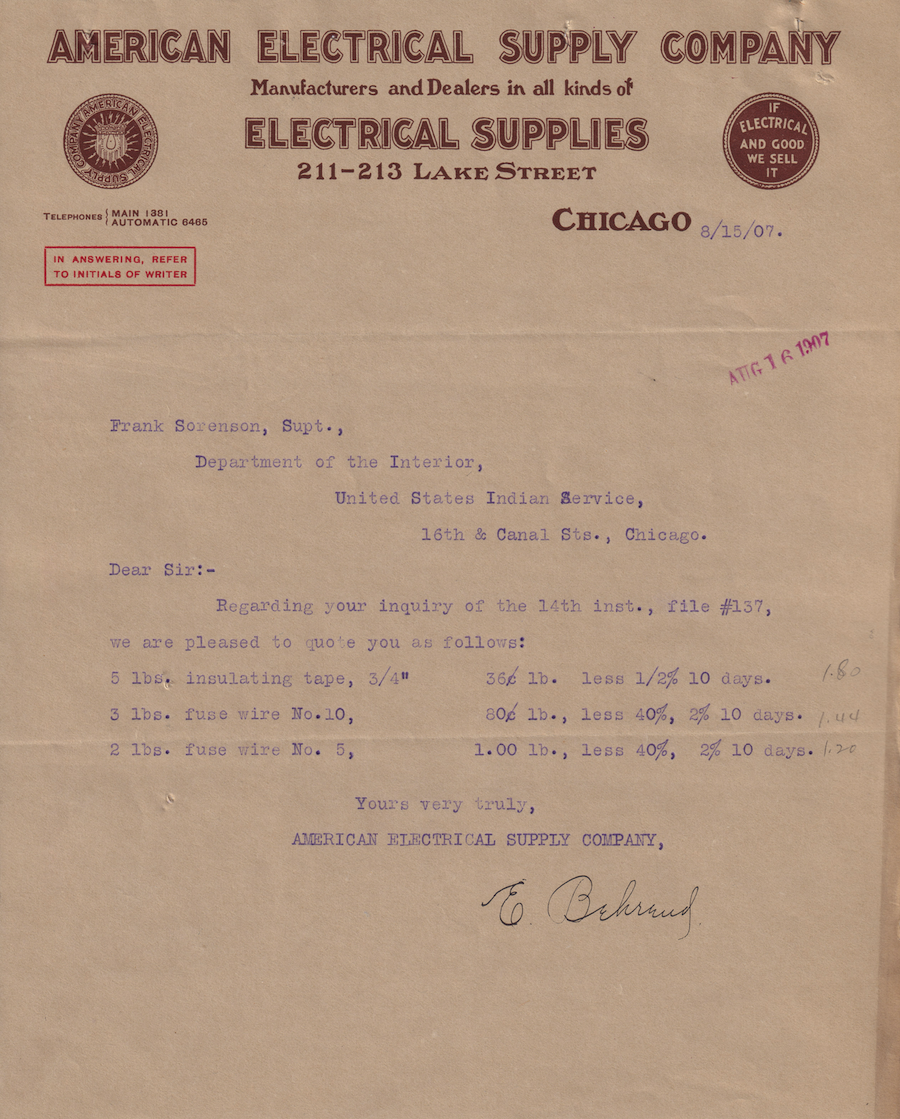 AMERICAN ELECTRICAL SUPPLY COMPANY
Manufacturers and Dealers in all kinds of
ELECTRICAL SUPPLIES
211-213 LAKE STREET
AMERICAN ELECTRICAL SUPPLY COMPANY
IF
ELECTRICAL
AND GOOD
WE SELL
IT
TELEPHONES { MAIN 1381
AUTOMATIC 6465
CHICAGO 8/15/07.
IN ANSWERING, REFER
TO INITIALS OF WRITER
AUG 16 1907
Frank Sorenson, Supt.,
Department of the Interior,
United States Indian Service,
16th & Canal Sts., Chicago.
Dear Sir:-
Regarding your inquiry of the 14th inst., file #137,
we are pleased to quote you as follows:
5 lbs. insulating tape, 3/4" 36¢ lb. less 1/2% 10 days. 1.80
3 lbs. fuse wire No.10, 80¢ lb., less 40%, 2% 10 days. 1.44
2 lbs. fuse wire No. 5, 1.00 lb., less 40%, 2% 10 days. 1.20
Yours very truly,
AMERICAN ELECTRICAL SUPPLY COMPANY,
E. Behrend.